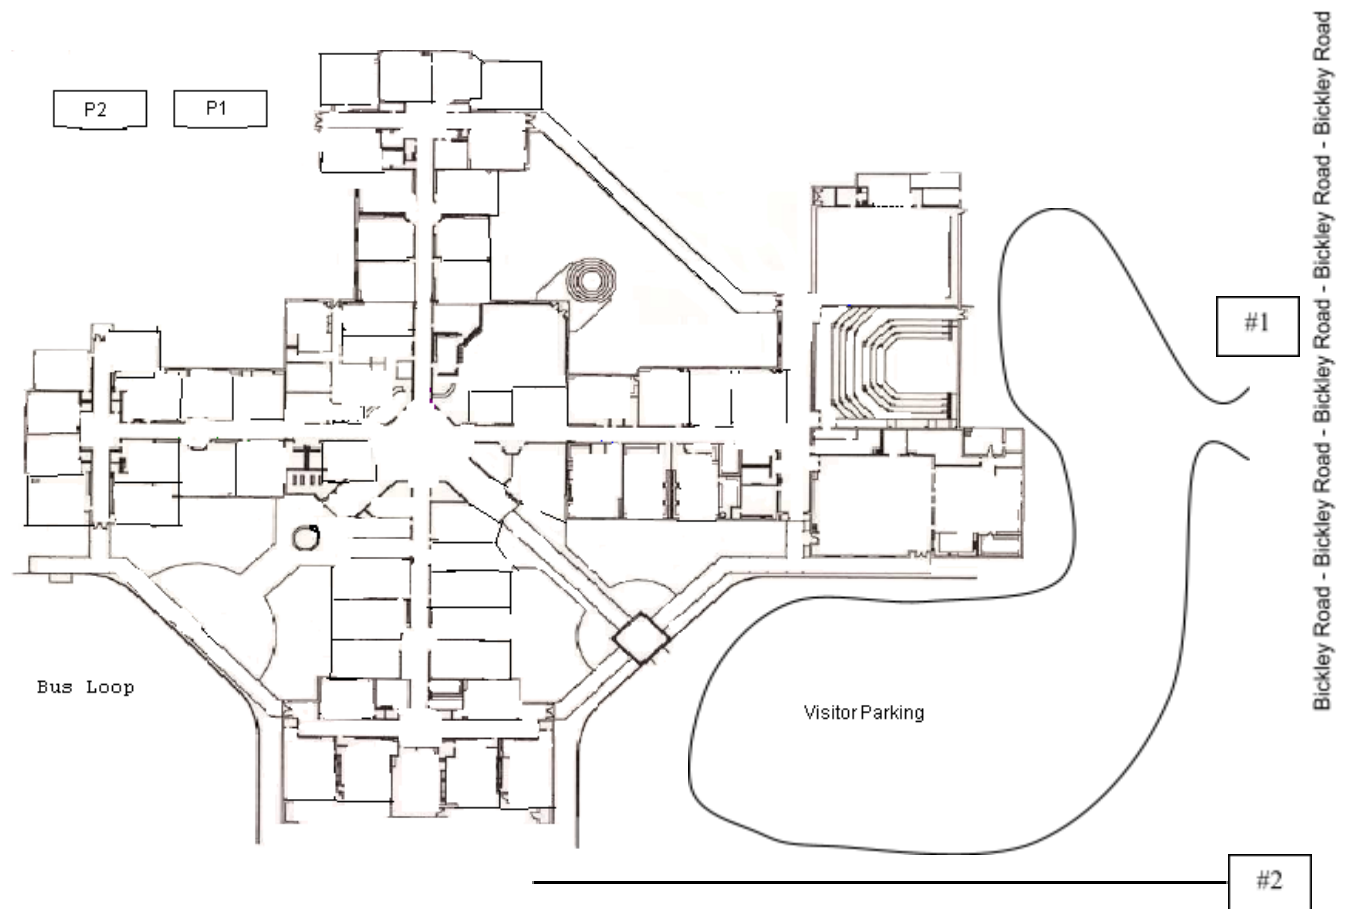 P2
P1
Bickley Road - Bickley Road - Bickley Road - Bickley Road - Bickley Road - Bickley Road
#1
Bus Loop
Visitor Parking
#2